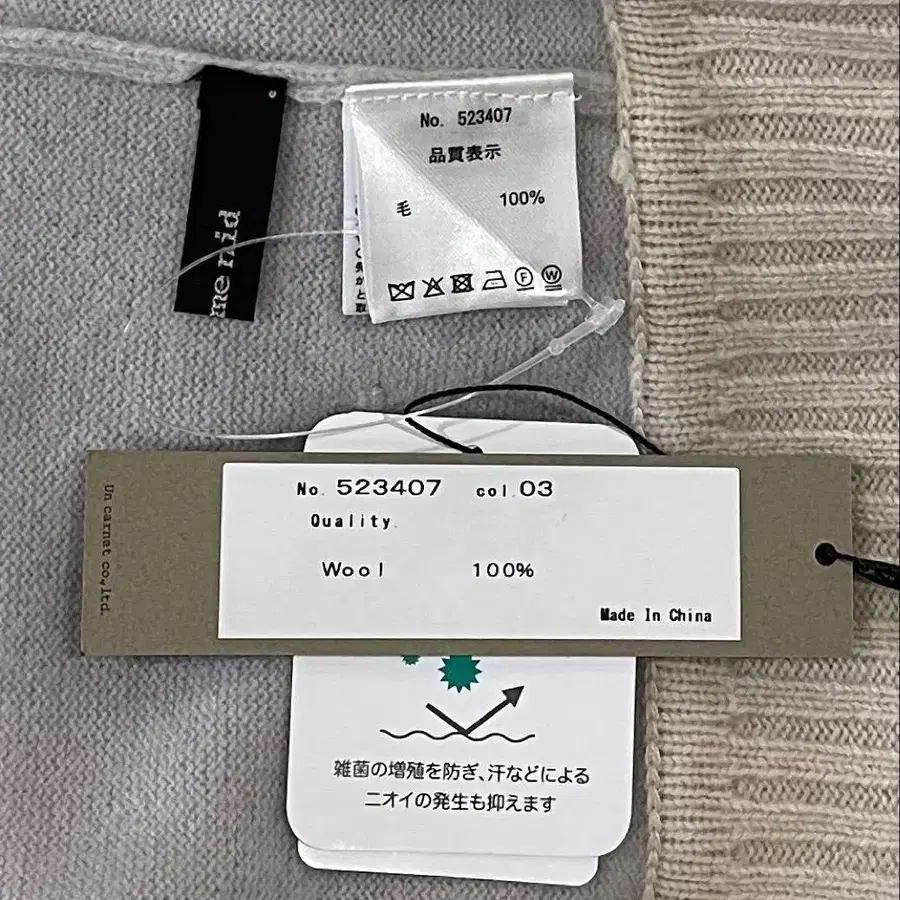 No. 523407
品質表示
毛 100%
F W
me nid
Un carnet co,ltd.
No. 523407 col.03
Quality.
Wool 100%
Made In China
雑菌の増殖を防ぎ、汗などによる
ニオイの発生も抑えます